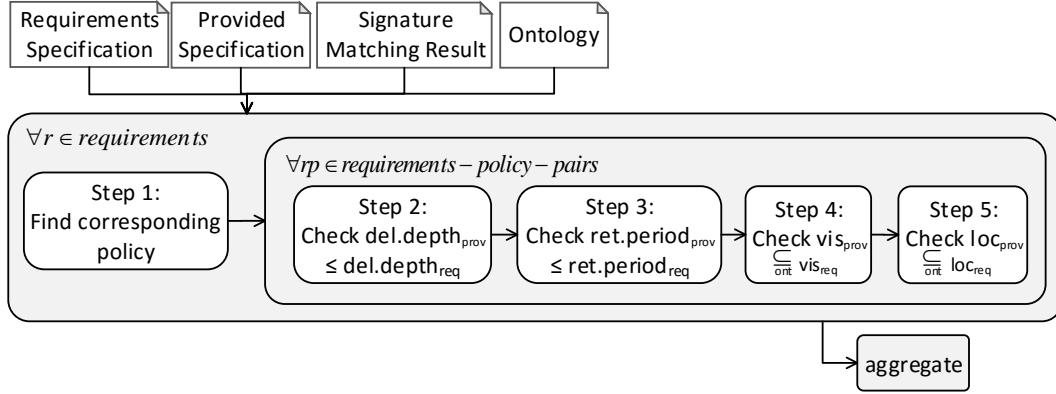 Requirements
Specification
Provided
Specification
Signature
Matching Result
Ontology
∀r ∈ requirements
∀rp ∈ requirements – policy – pairs
Step 1:
Find corresponding
policy
Step 2:
Check del.depthprov
≤ del.depthreq
Step 3:
Check ret.periodprov
≤ ret.periodreq
Step 4:
Check visprov
⊆ont visreq
Step 5:
Check locprov
⊆ont locreq
aggregate